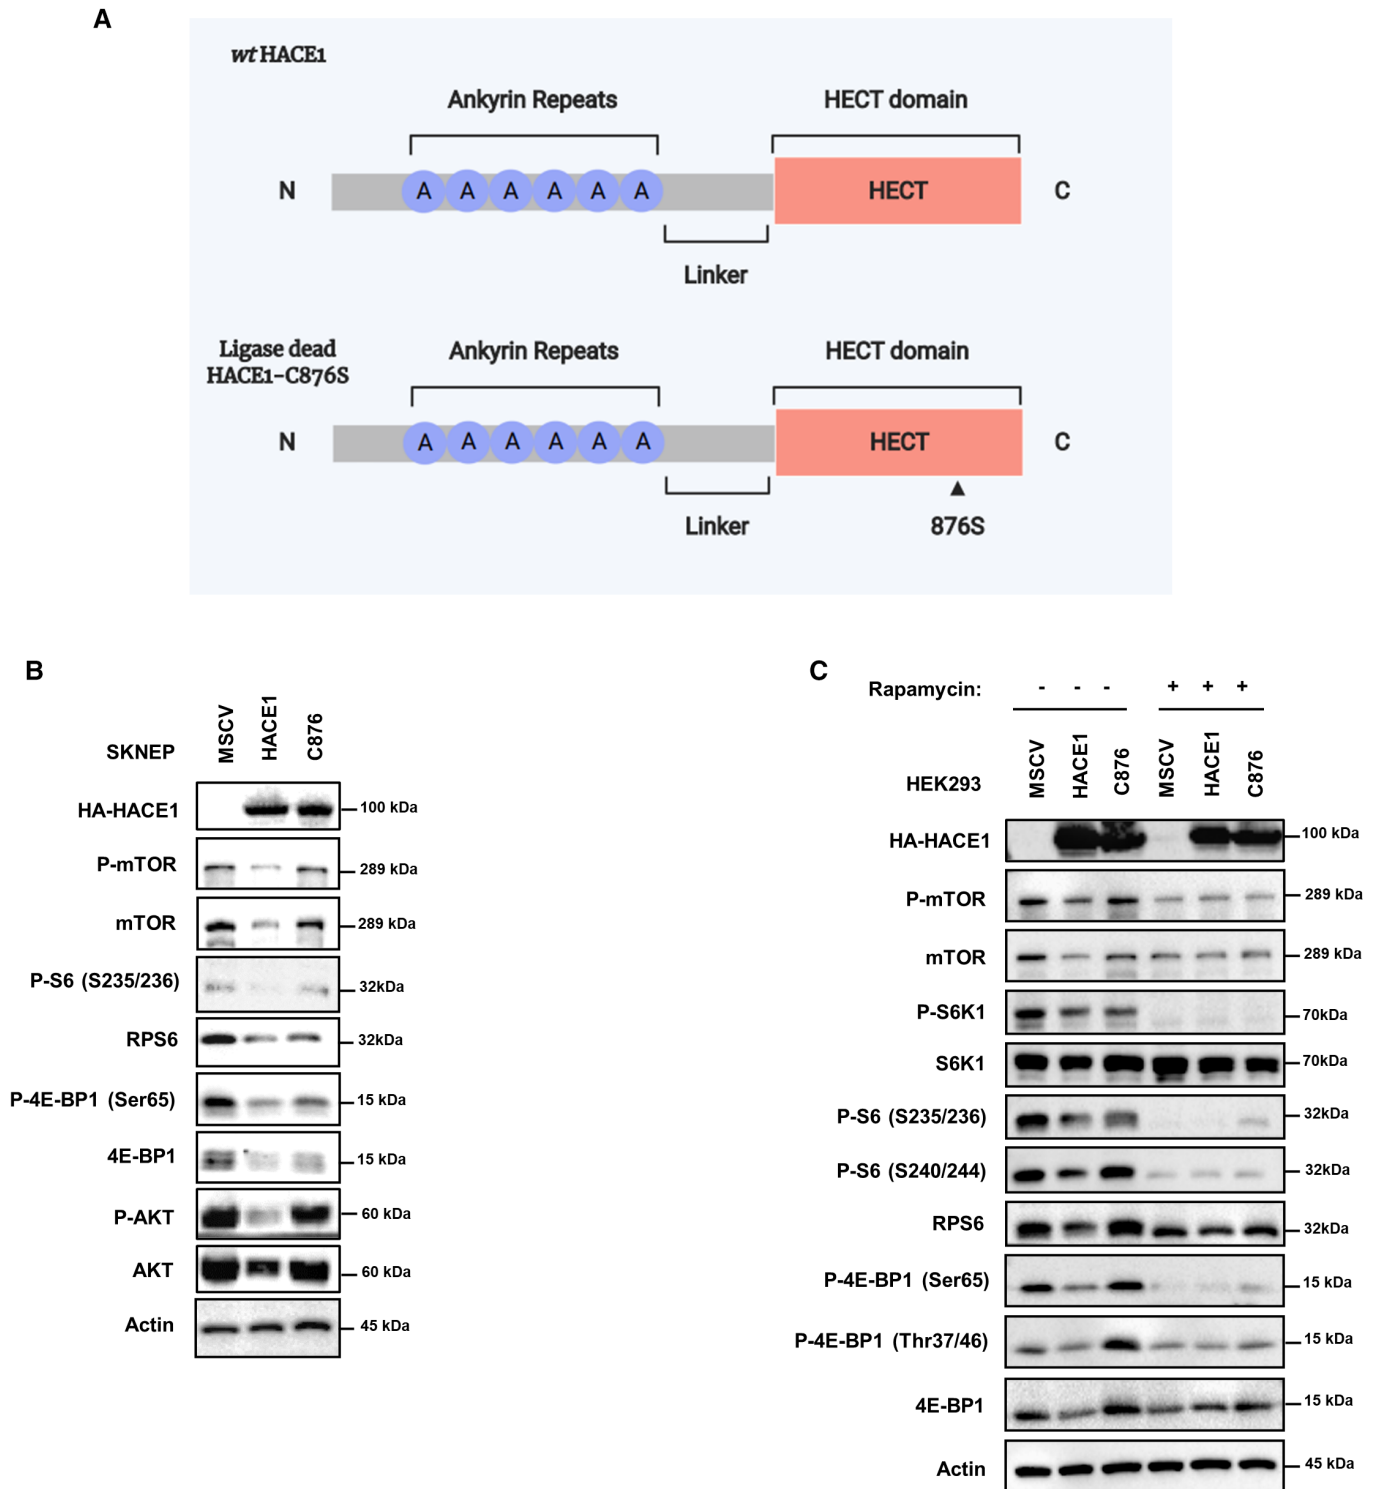 A
wt HACE1
Ankyrin Repeats HECT domain
N A A A A A A HECT C
Linker
Ligase dead
HACE1-C876S
Ankyrin Repeats HECT domain
N A A A A A A HECT C
Linker 876S
B
SKNEP MSCV HACE1 C876
HA-HACE1 100 kDa
P-mTOR 289 kDa
mTOR 289 kDa
P-S6 (S235/236) 32kDa
RPS6 32kDa
P-4E-BP1 (Ser65) 15 kDa
4E-BP1 15 kDa
P-AKT 60 kDa
AKT 60 kDa
Actin 45 kDa
C
Rapamycin: - - - + + +
HEK293 MSCV HACE1 C876 MSCV HACE1 C876
HA-HACE1 100 kDa
P-mTOR 289 kDa
mTOR 289 kDa
P-S6K1 70kDa
S6K1 70kDa
P-S6 (S235/236) 32kDa
P-S6 (S240/244) 32kDa
RPS6 32kDa
P-4E-BP1 (Ser65) 15 kDa
P-4E-BP1 (Thr37/46) 15 kDa
4E-BP1 15 kDa
Actin 45 kDa